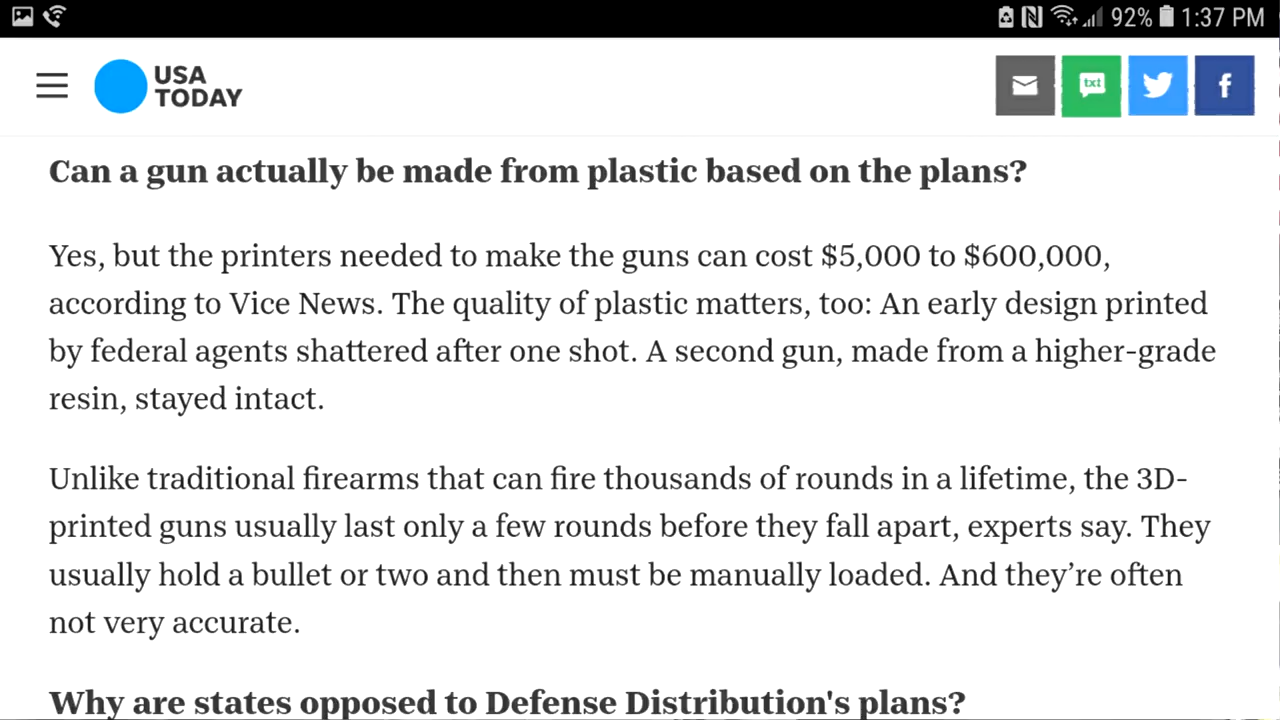 92% 1:37 PM
USA
TODAY
txt
Can a gun actually be made from plastic based on the plans?
Yes, but the printers needed to make the guns can cost $5,000 to $600,000,
according to Vice News. The quality of plastic matters, too: An early design printed
by federal agents shattered after one shot. A second gun, made from a higher-grade
resin, stayed intact.
Unlike traditional firearms that can fire thousands of rounds in a lifetime, the 3D-
printed guns usually last only a few rounds before they fall apart, experts say. They
usually hold a bullet or two and then must be manually loaded. And they’re often
not very accurate.
Why are states opposed to Defense Distribution's plans?